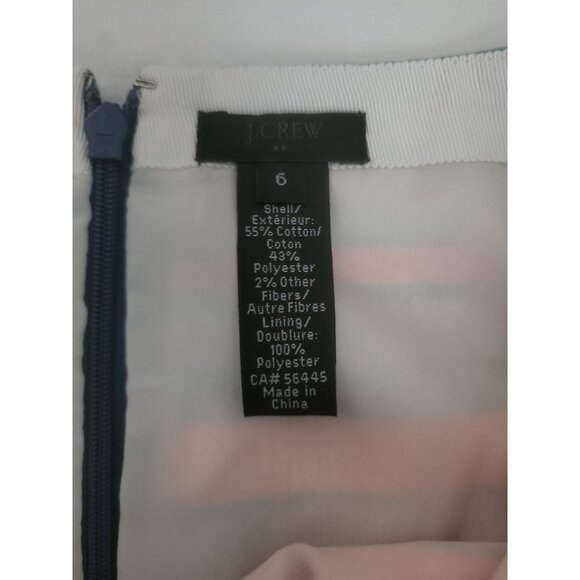 J.CREW
6
Shell/
Extérieur:
55% Cotton/
Coton
43%
Polyester
2% Other
Fibers/
Autre Fibres
Lining/
Doublure:
100%
Polyester
CA# 56445
Made in
China